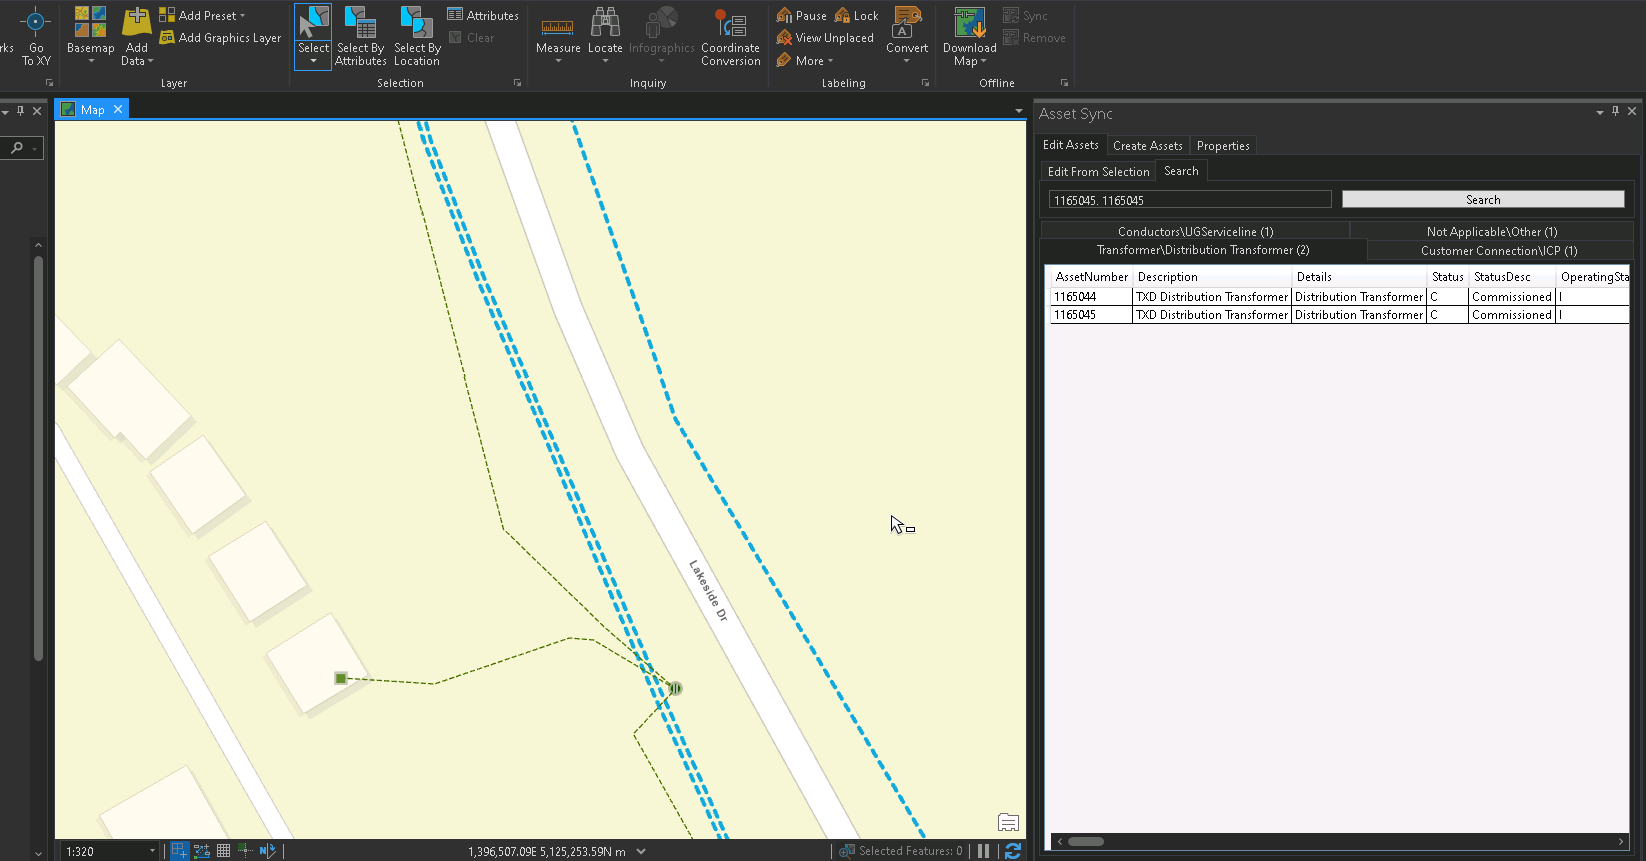 rks
Go
To XY
Basemap
Add
Data
Add Preset
Add Graphics Layer
Layer
Select
Select By
Attributes
Select By
Location
Attributes
Clear
Selection
Measure
Locate
Infographics
Coordinate
Conversion
Inquiry
Pause
Lock
View Unplaced
More
Convert
A
Labeling
Download
Map
Sync
Remove
Offline
Map
Lakeside Dr
Asset Sync
Edit Assets
Create Assets
Properties
Edit From Selection
Search
1165045. 1165045
Search
Conductors\UGServiceline (1)
Not Applicable\Other (1)
Transformer\Distribution Transformer (2)
Customer Connection\ICP (1)
AssetNumber Description Details Status StatusDesc OperatingSta
1165044 TXD Distribution Transformer Distribution Transformer C Commissioned I
1165045 TXD Distribution Transformer Distribution Transformer C Commissioned I
1:320
N
1,396,507.09E 5,125,253.59N m
Selected Features: 0